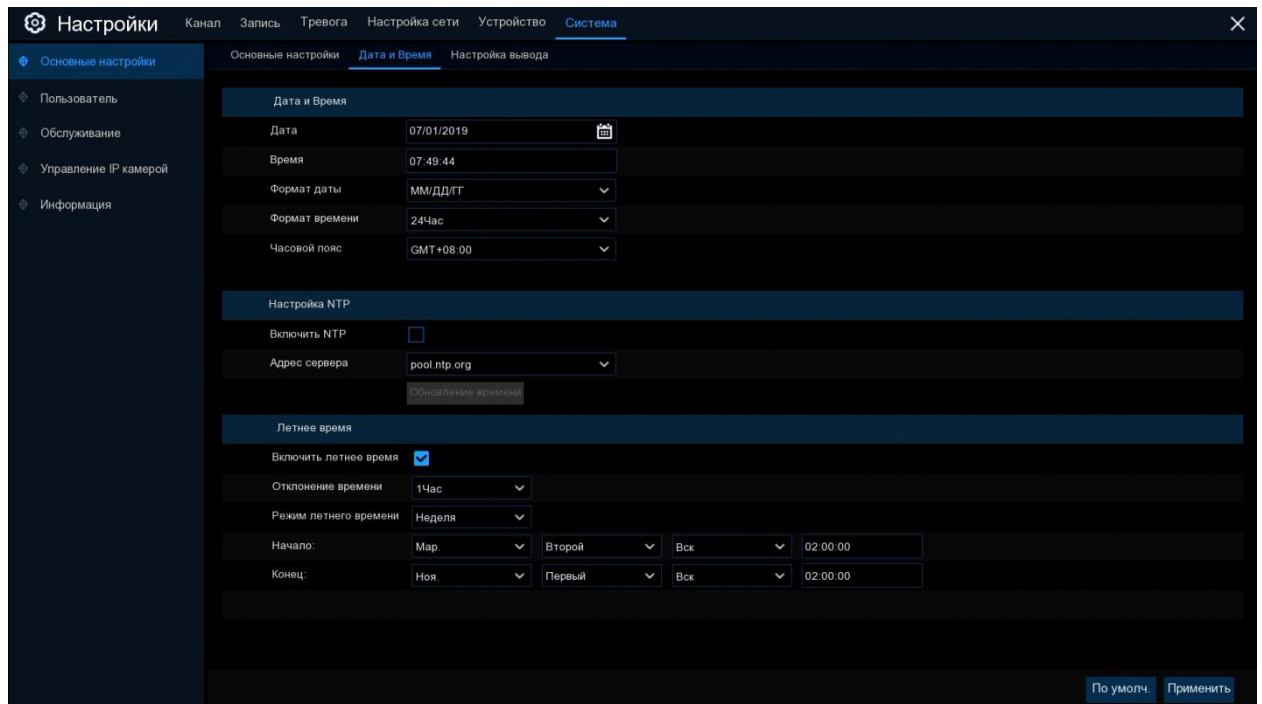 Настройки Канал Запись Тревога Настройка сети Устройство Система
Основные настройки Дата и Время Настройка вывода
Основные настройки
Пользователь
Обслуживание
Управление IP камерой
Информация
Дата и Время
Дата 07/01/2019
Время 07:49:44
Формат даты ММ/ДД/ГГ
Формат времени 24Час
Часовой пояс GMT+08:00
Настройка NTP
Включить NTP
Адрес сервера pool.ntp.org
Обновление времени
Летнее время
Включить летнее время
Отклонение времени 1Час
Режим летнего времени Неделя
Начало: Мар. Второй Вск 02:00:00
Конец: Ноя. Первый Вск 02:00:00
По умолч. Применить